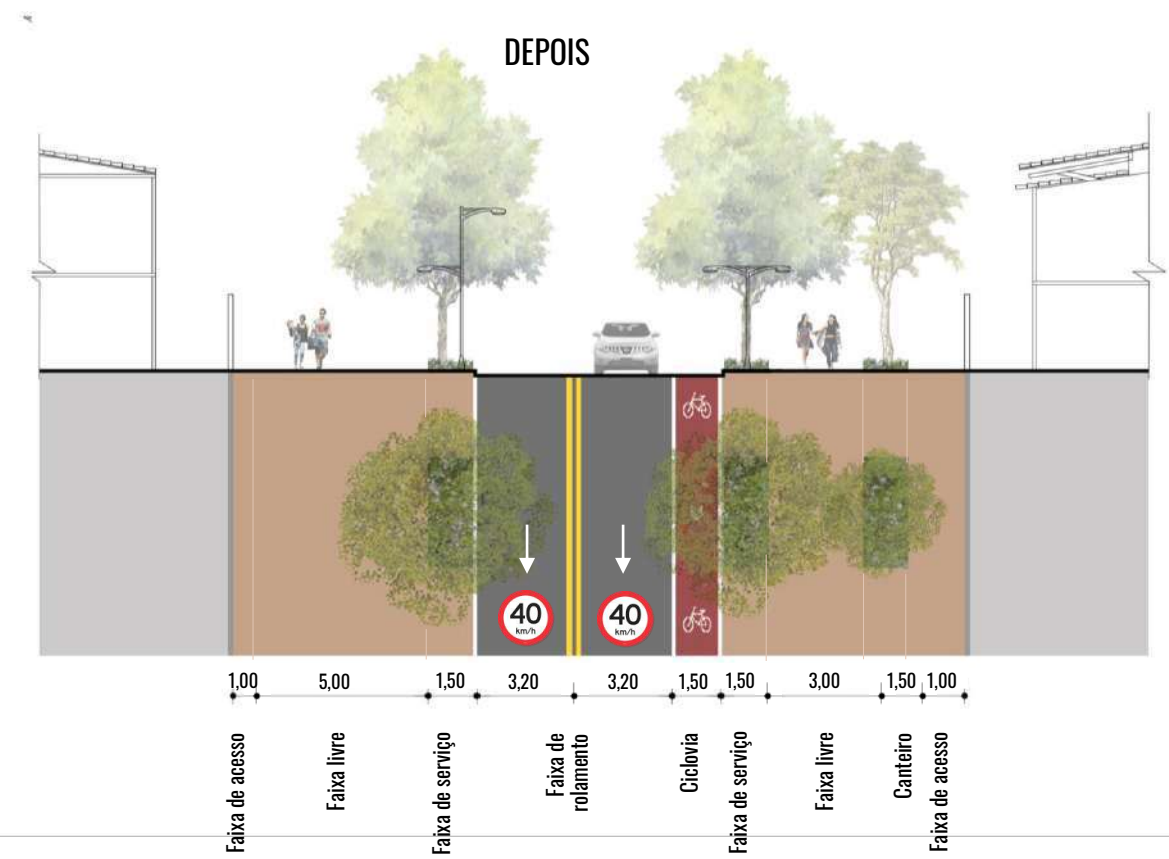 DEPOIS
40
km/h
40
km/h
1,00
5,00
1,50
3,20
3,20
1,50
1,50
3,00
1,50
1,00
Faixa de acesso
Faixa livre
Faixa de serviço
Faixa de
rolamento
Ciclovia
Faixa de serviço
Faixa livre
Canteiro
Faixa de acesso